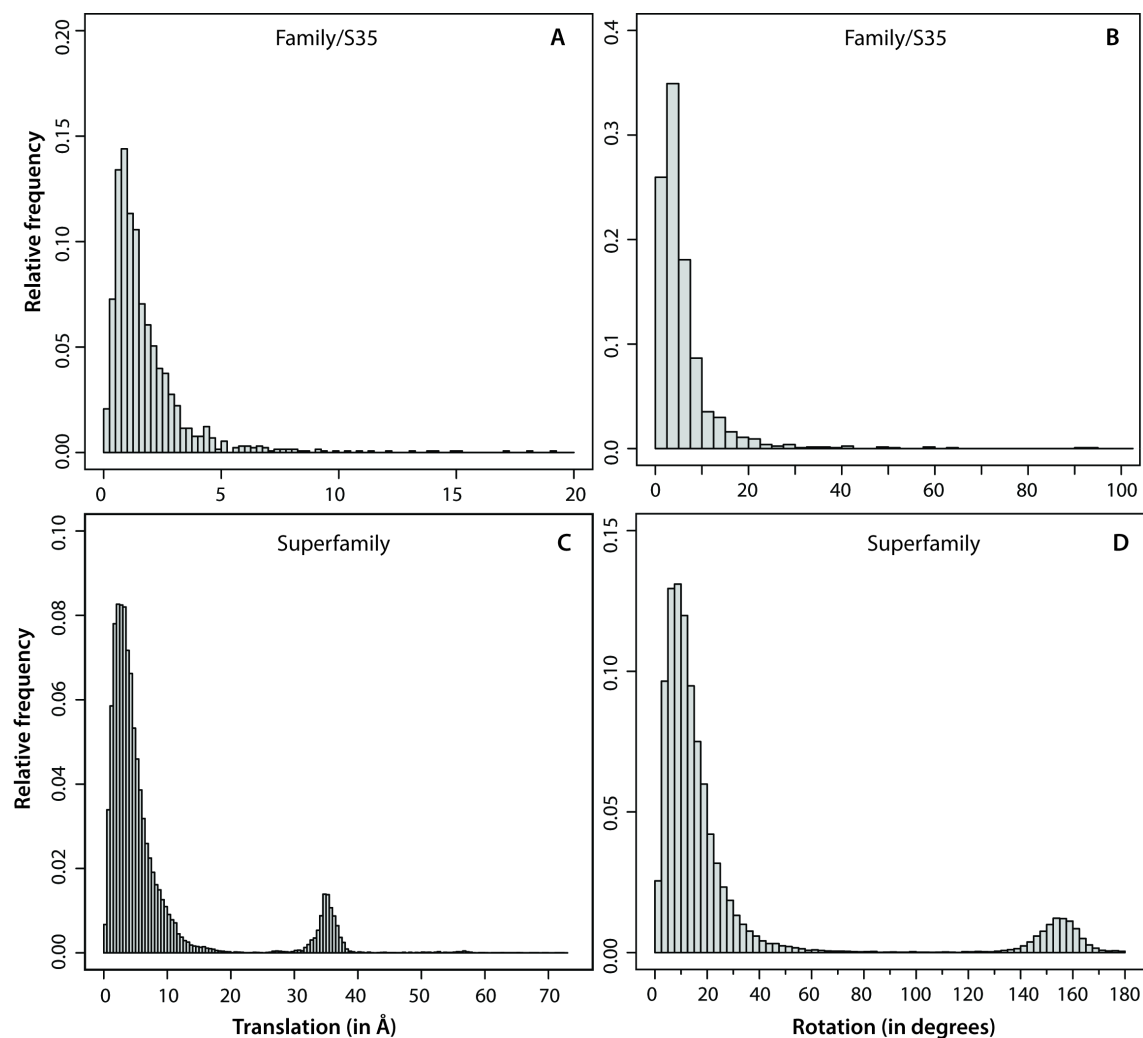 Family/S35 A
Relative frequency
0.20
0.15
0.10
0.05
0.00
0 5 10 15 20
Family/S35 B
0.4
0.3
0.2
0.1
0.0
0 20 40 60 80 100
Superfamily C
Relative frequency
0.10
0.08
0.06
0.04
0.02
0.00
0 10 20 30 40 50 60 70
Translation (in Å)
Superfamily D
0.15
0.10
0.05
0.00
0 20 40 60 80 100 120 140 160 180
Rotation (in degrees)